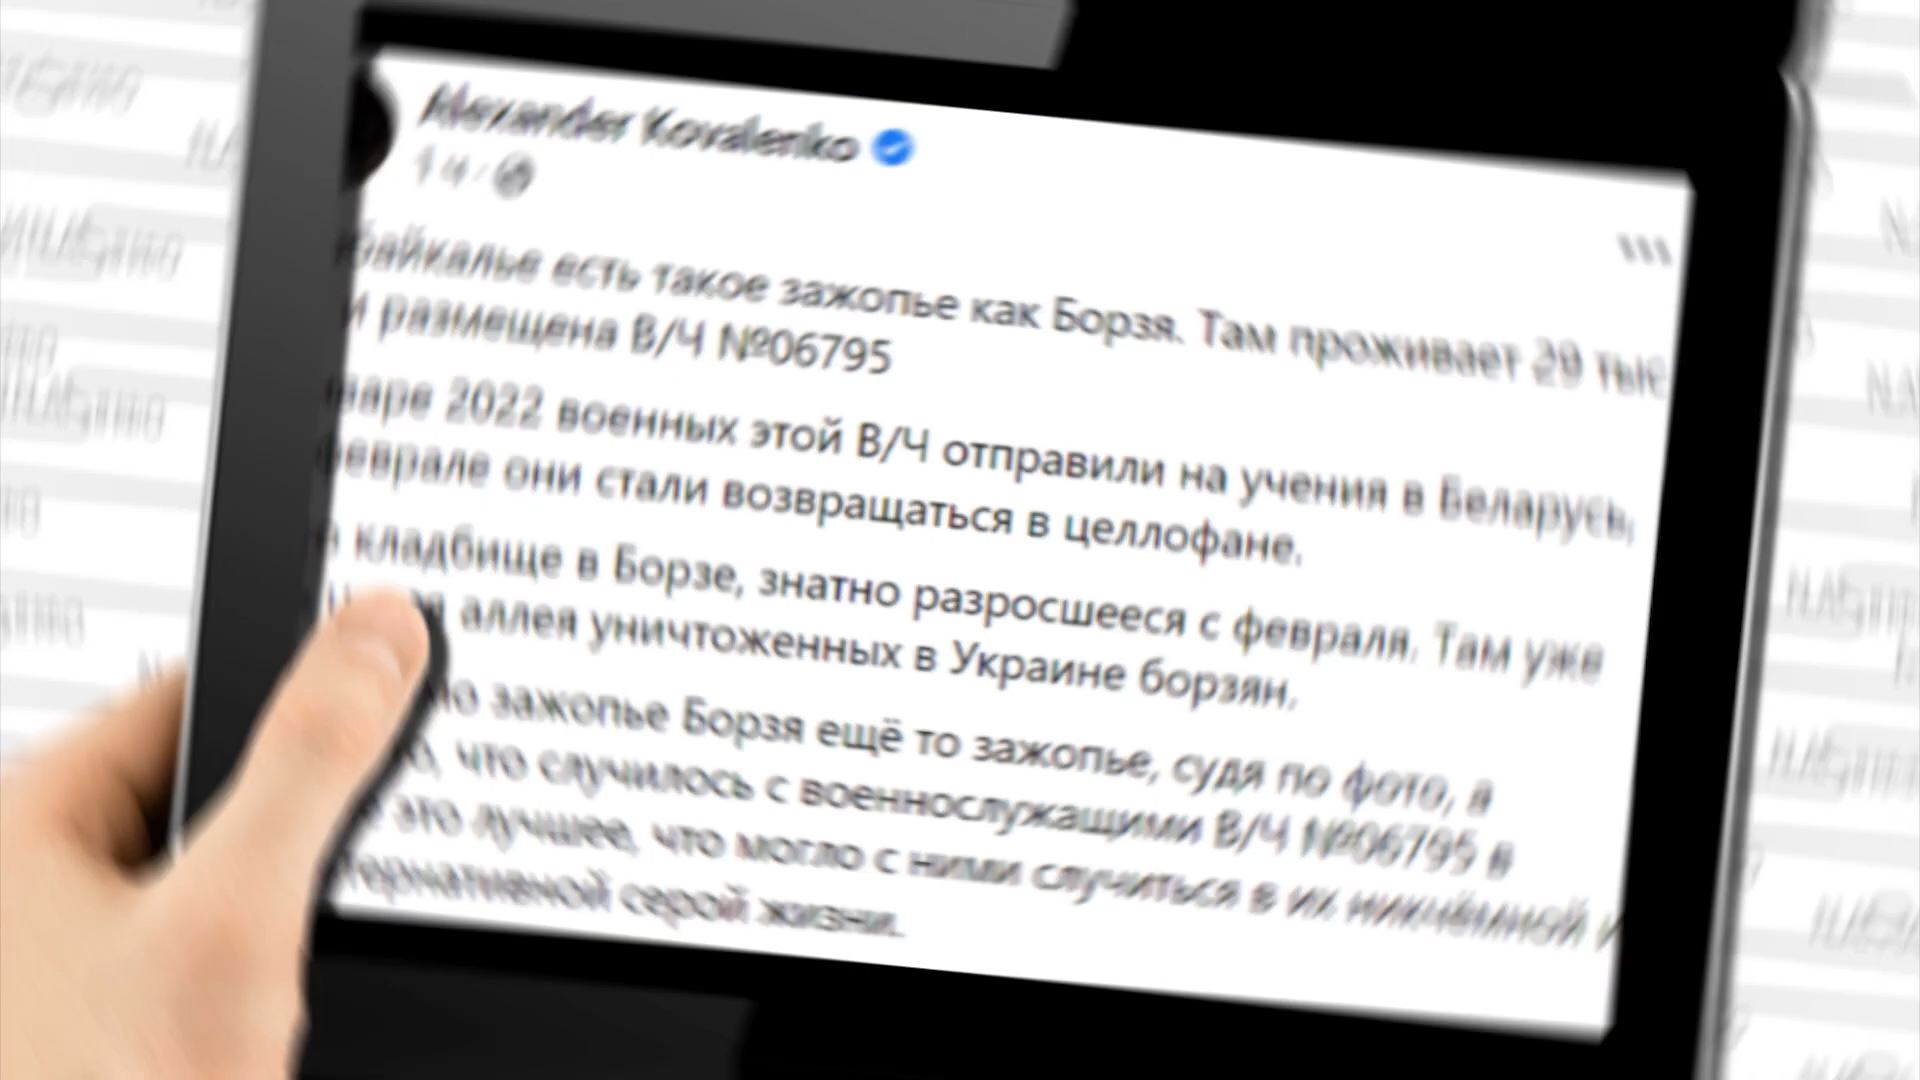 Alexander Kovalenko
1 ч ·
байкалье есть такое зажопье как Борзя. Там проживает 29 тыс
и размещена В/Ч №06795
2022 военных этой В/Ч отправили на учения в Беларусь,
феврале они стали возвращаться в целлофане.
кладбище в Борзе, знатно разросшееся с февраля. Там уже
аллея уничтоженных в Украине борзян.
зажопье Борзя ещё то зажопье, судя по фото, а
что случилось с военнослужащими В/Ч №06795 в
это лучшее, что могло с ними случиться в их никчёмной и
серой жизни.